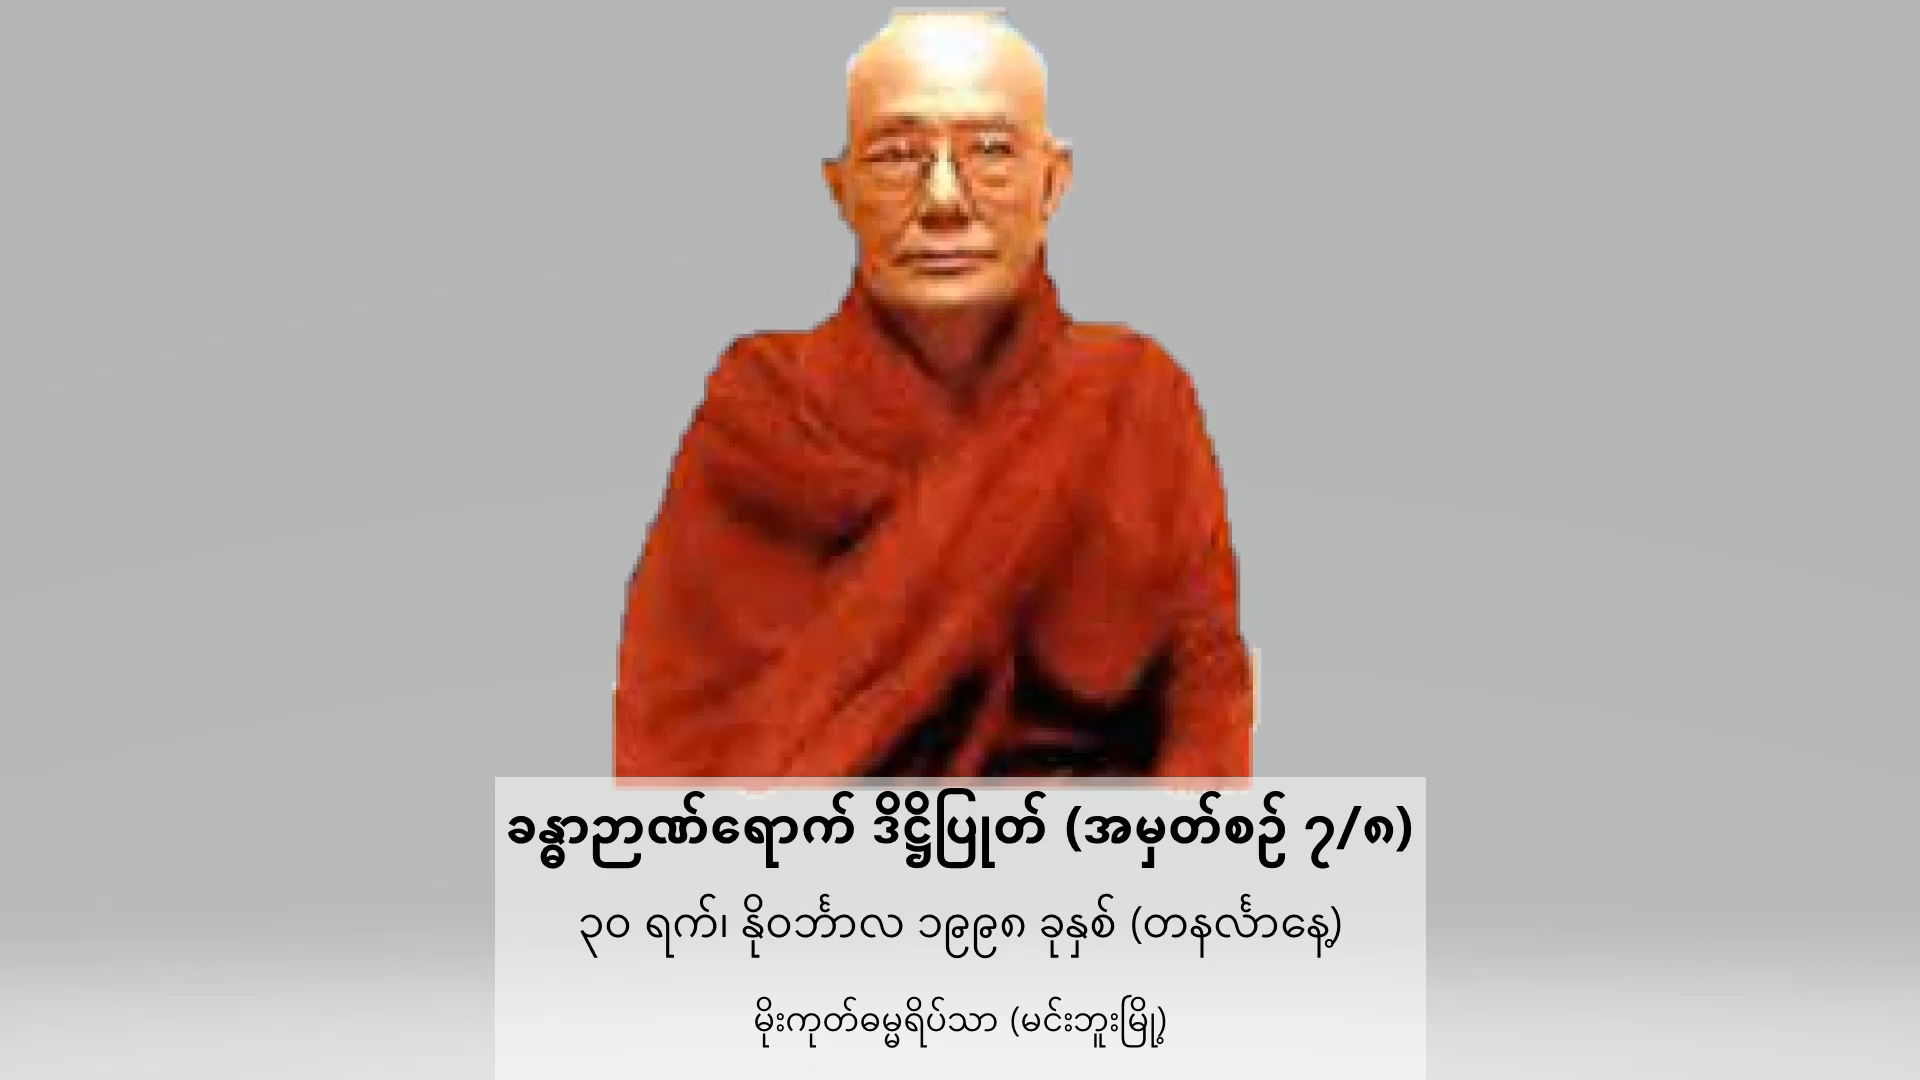 ခန္ဓာဉာဏ်ရောက် ဒိဋ္ဌိပြုတ် (အမှတ်စဉ် ၇/၈)
၃၀ ရက်၊ နိုဝင်္ဘာလ ၁၉၉၈ ခုနှစ် (တနင်္လာနေ့)
မိုးကုတ်ဓမ္မရိပ်သာ (မင်းဘူးမြို့)